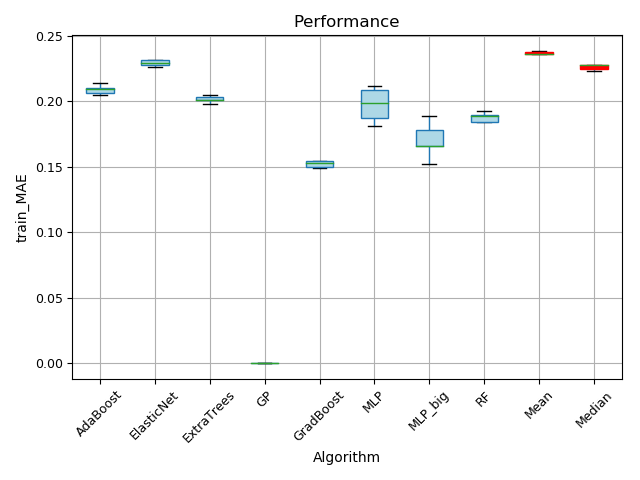 Performance
train_MAE
0.25
0.20
0.15
0.10
0.05
0.00
AdaBoost
ElasticNet
ExtraTrees
GP
GradBoost
MLP
MLP_big
RF
Mean
Median
Algorithm